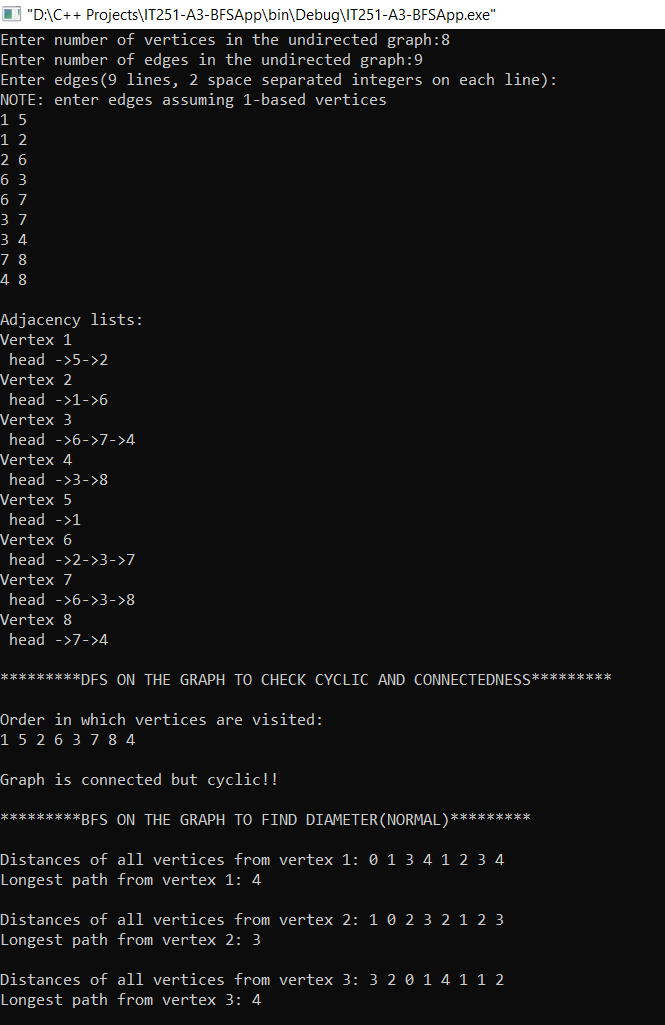 "D:\C++ Projects\IT251-A3-BFSApp\bin\Debug\IT251-A3-BFSApp.exe"
Enter number of vertices in the undirected graph:8
Enter number of edges in the undirected graph:9
Enter edges(9 lines, 2 space separated integers on each line):
NOTE: enter edges assuming 1-based vertices
1 5
1 2
2 6
6 3
6 7
3 7
3 4
7 8
4 8
Adjacency lists:
Vertex 1
head ->5->2
Vertex 2
head ->1->6
Vertex 3
head ->6->7->4
Vertex 4
head ->3->8
Vertex 5
head ->1
Vertex 6
head ->2->3->7
Vertex 7
head ->6->3->8
Vertex 8
head ->7->4
*********DFS ON THE GRAPH TO CHECK CYCLIC AND CONNECTEDNESS*********
Order in which vertices are visited:
1 5 2 6 3 7 8 4
Graph is connected but cyclic!!
*********BFS ON THE GRAPH TO FIND DIAMETER(NORMAL)*********
Distances of all vertices from vertex 1: 0 1 3 4 1 2 3 4
Longest path from vertex 1: 4
Distances of all vertices from vertex 2: 1 0 2 3 2 1 2 3
Longest path from vertex 2: 3
Distances of all vertices from vertex 3: 3 2 0 1 4 1 1 2
Longest path from vertex 3: 4